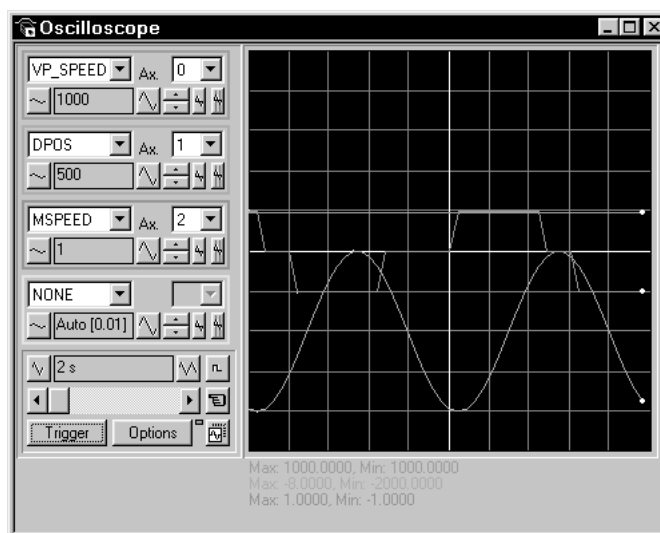 Oscilloscope
VP_SPEED Ax. 0
1000
DPOS Ax. 1
500
MSPEED Ax. 2
1
NONE
Auto [0.01]
2 s
Trigger Options
Max: 1000.0000, Min: 1000.0000
Max: -8.0000, Min: -2000.0000
Max: 1.0000, Min: -1.0000